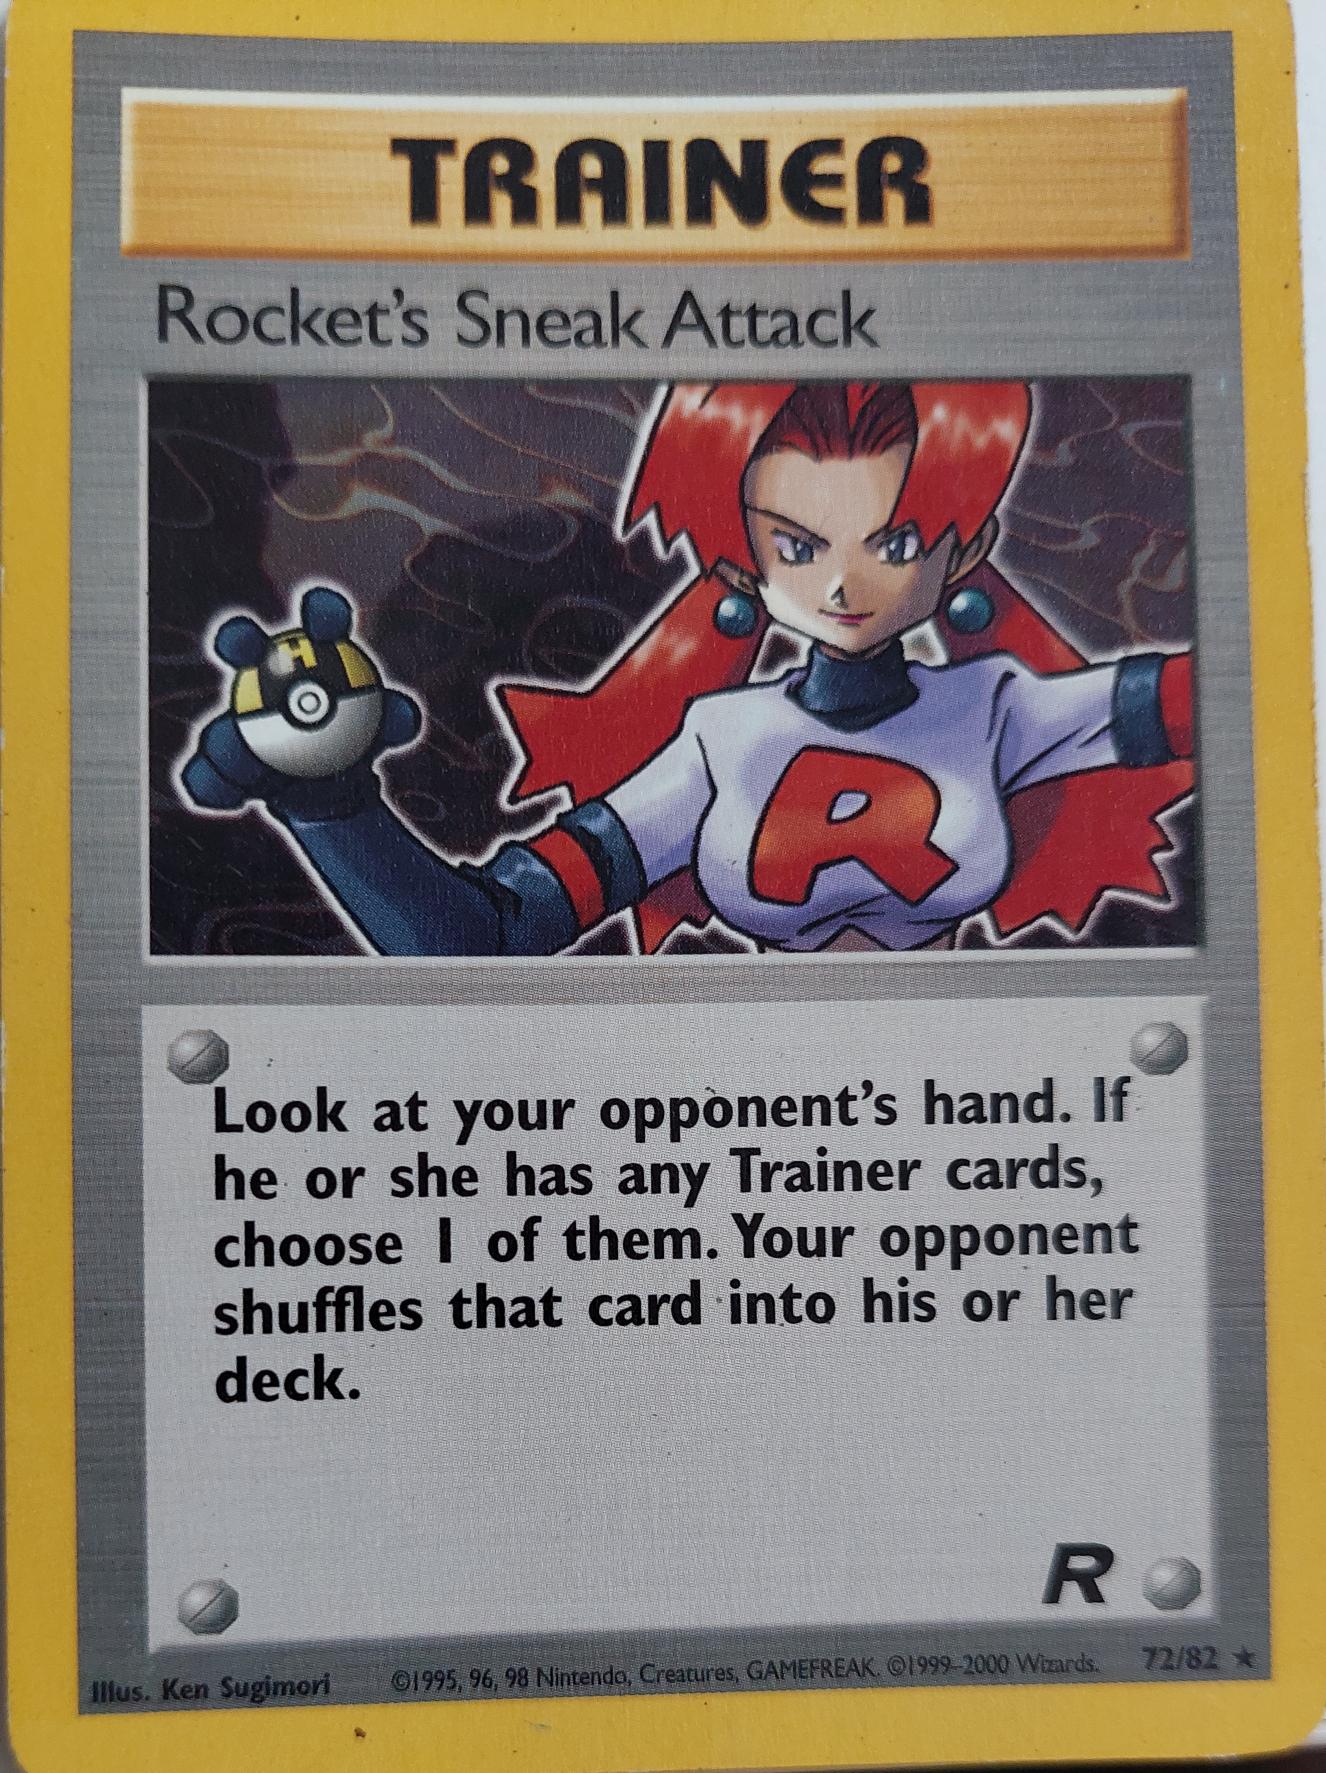 TRAINER
Rocket's Sneak Attack
H
R
Look at your opponent's hand. If
he or she has any Trainer cards,
choose 1 of them. Your opponent
shuffles that card into his or her
deck.
R
Illus. Ken Sugimori ©1995, 96, 98 Nintendo, Creatures, GAMEFREAK. ©1999-2000 Wizards. 72/82 ★